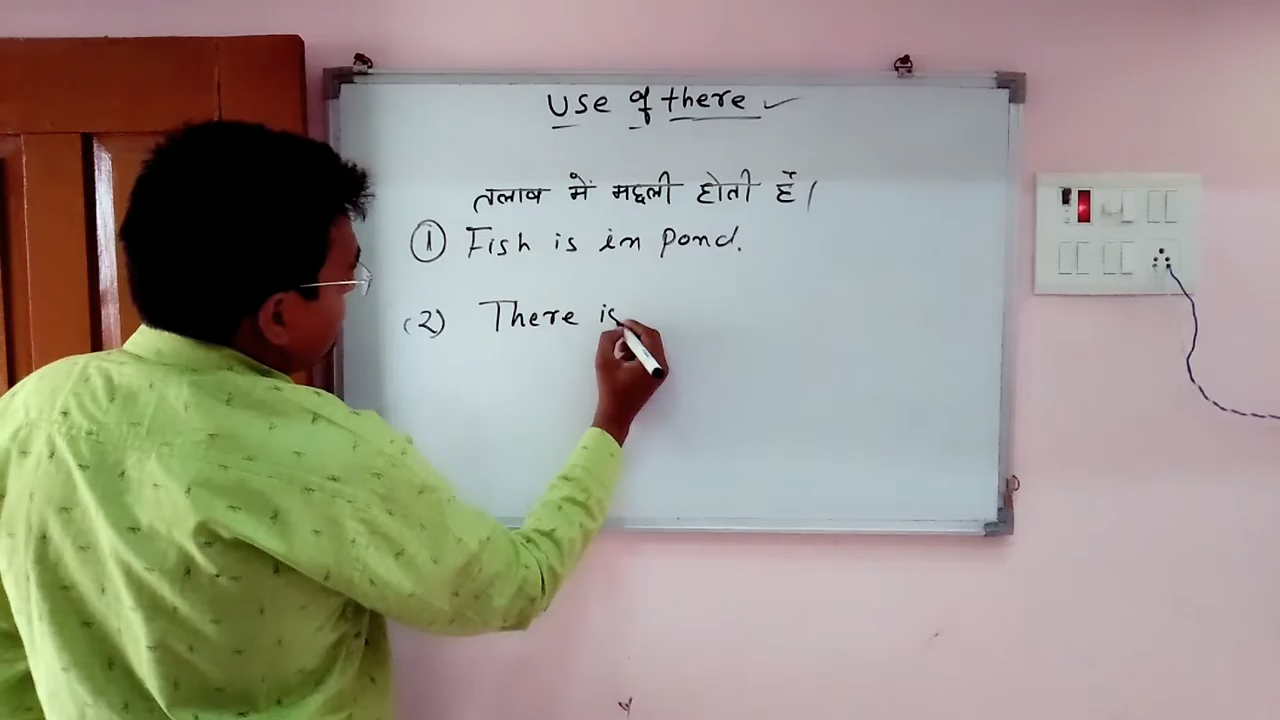 Use of there
तलाब में मछली होती हैं।
① Fish is in pond.
(2) There is